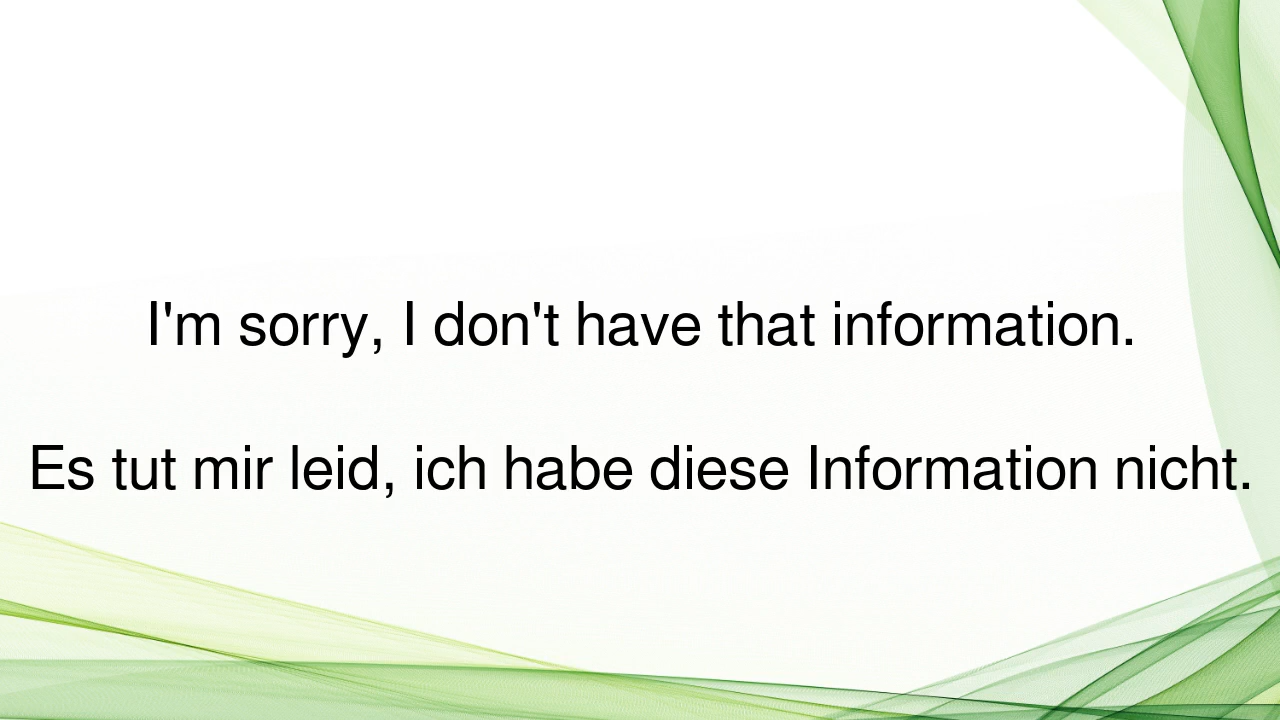 I'm sorry, I don't have that information.
Es tut mir leid, ich habe diese Information nicht.